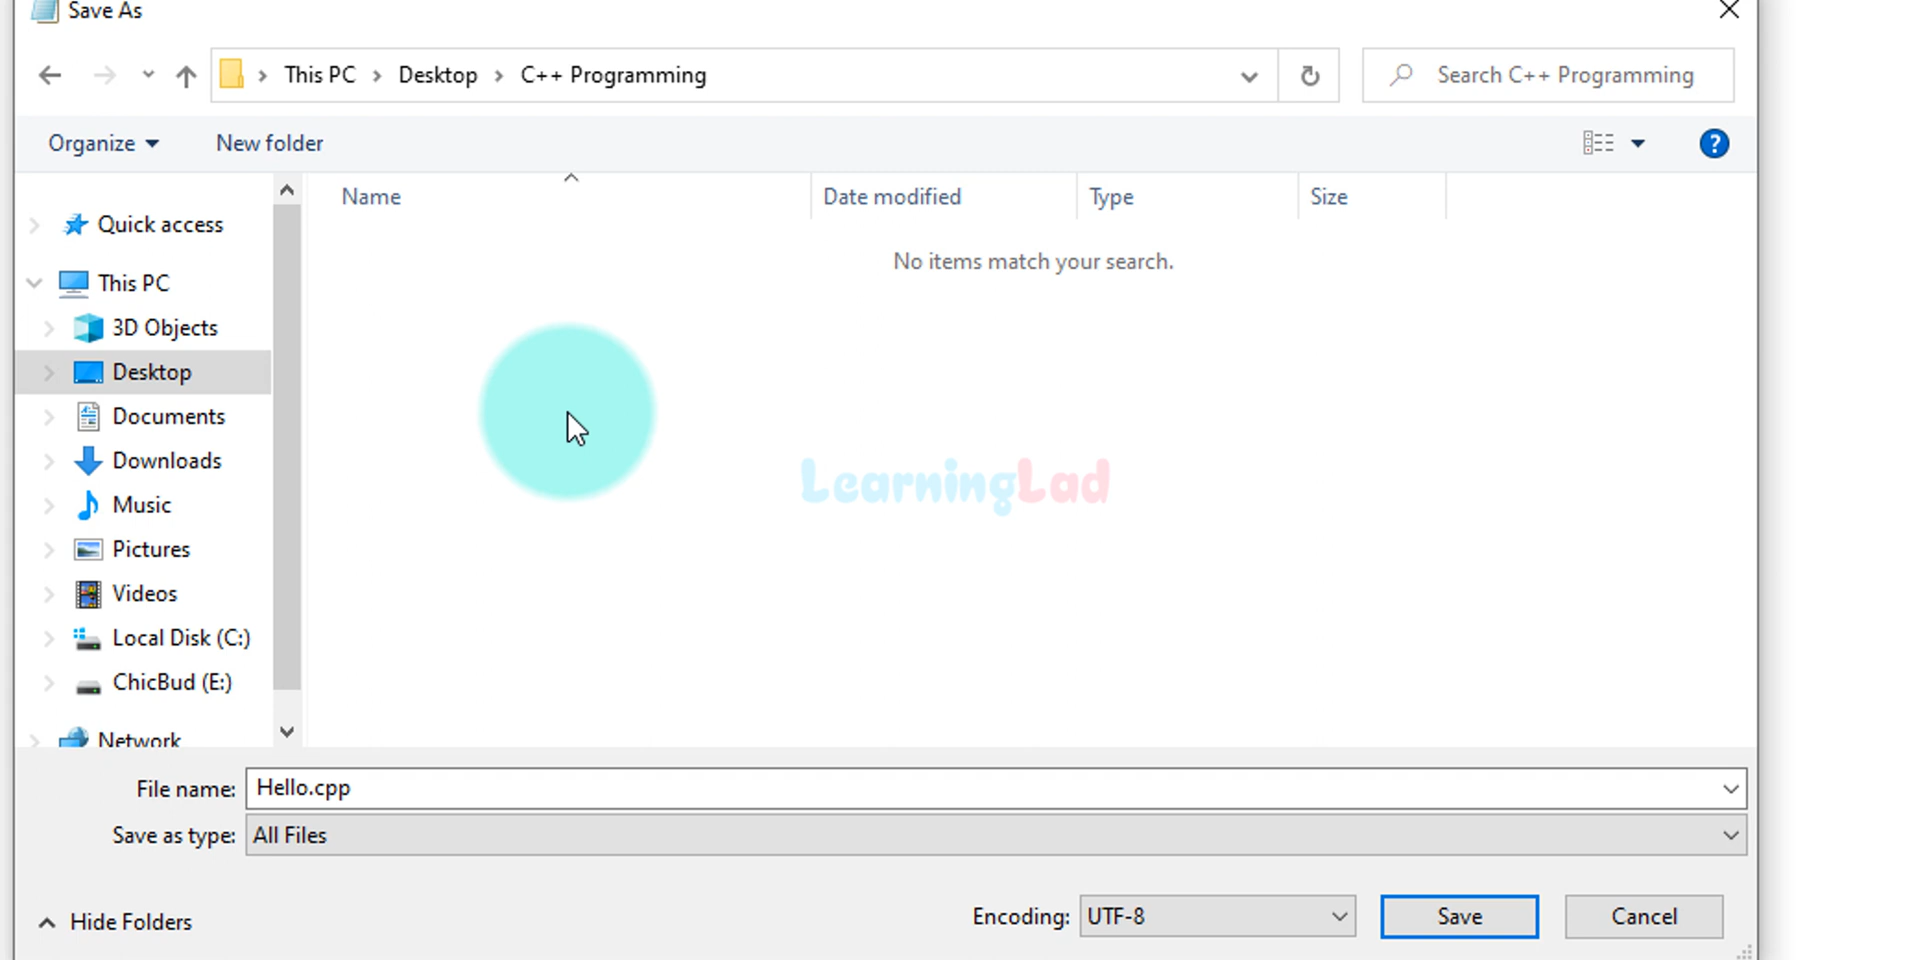 Save As
This PC > Desktop > C++ Programming
Search C++ Programming
Organize
New folder
?
Name
Date modified
Type
Size
Quick access
No items match your search.
This PC
3D Objects
Desktop
Documents
Downloads
LearningLad
Music
Pictures
Videos
Local Disk (C:)
ChicBud (E:)
Network
File name: Hello.cpp
Save as type: All Files
Hide Folders
Encoding: UTF-8
Save
Cancel